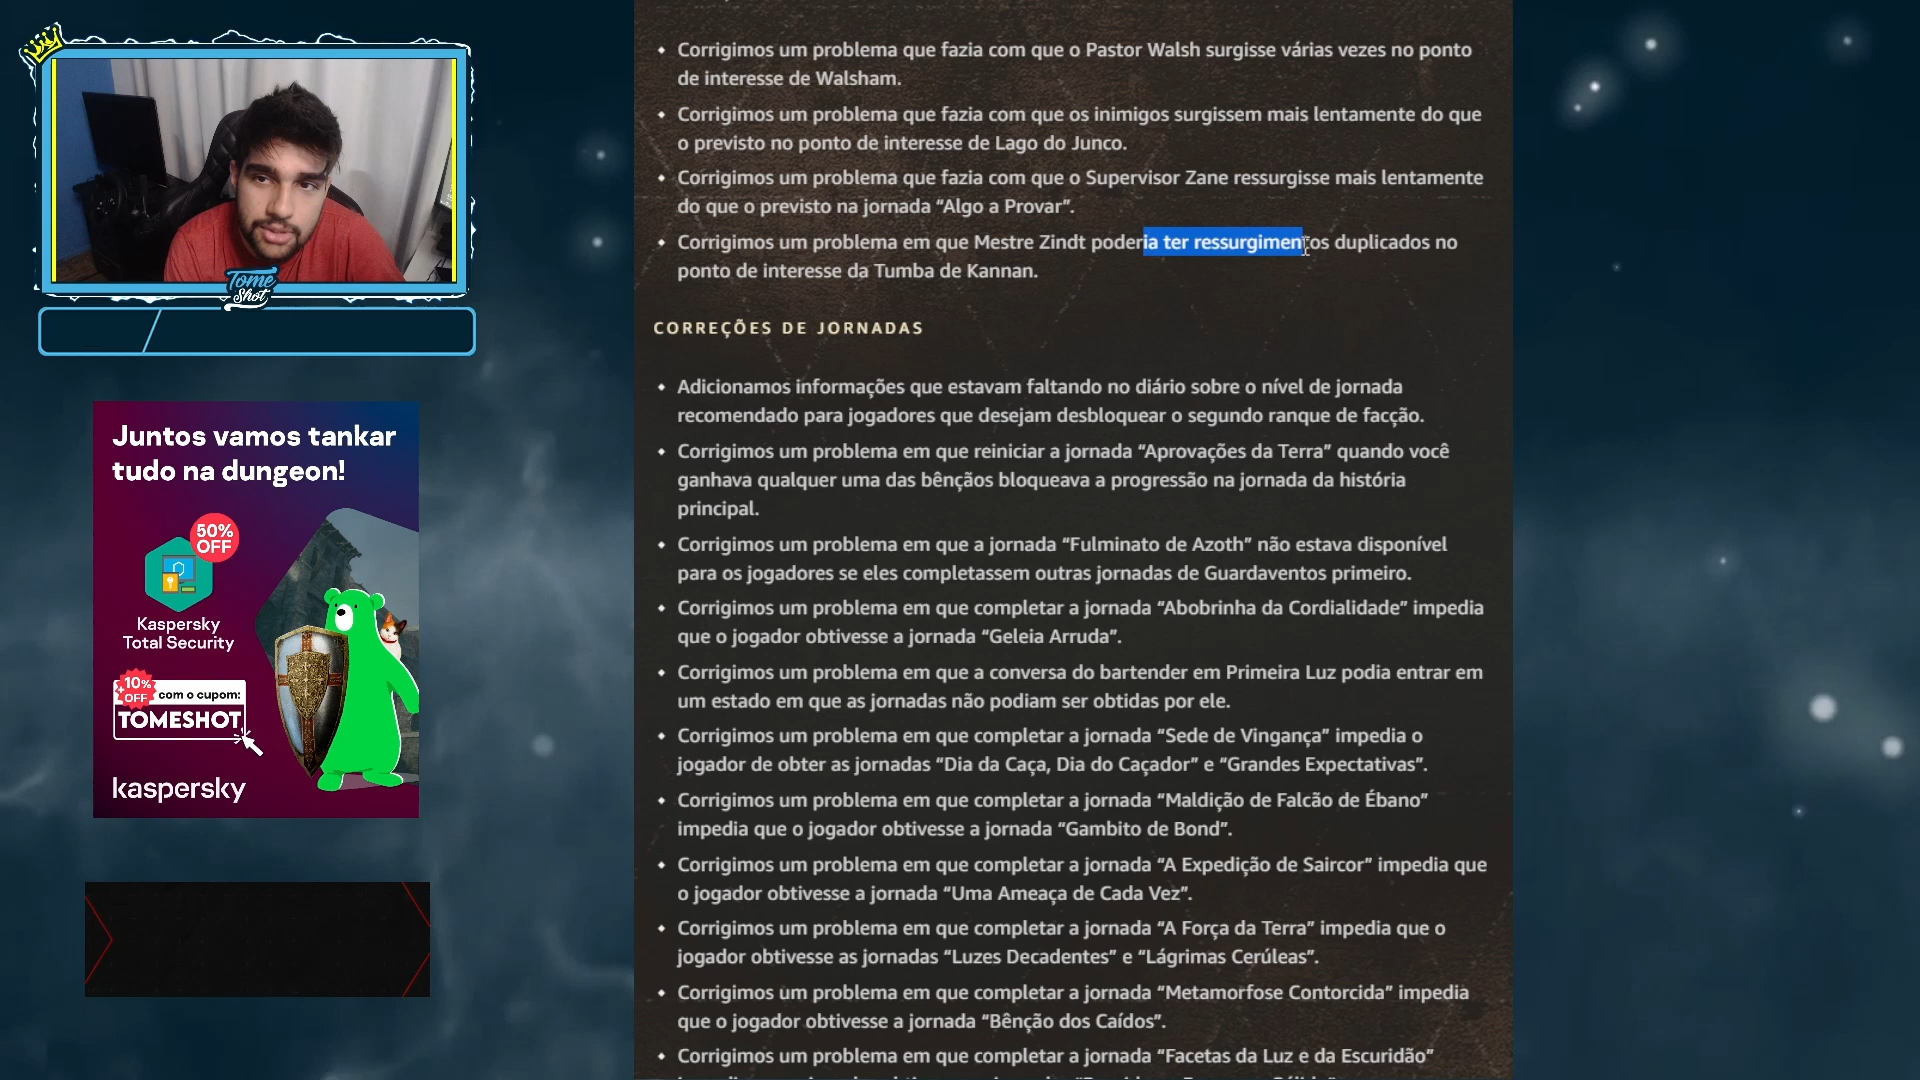 Corrigimos um problema que fazia com que o Pastor Walsh surgisse várias vezes no ponto
de interesse de Walsham.
Corrigimos um problema que fazia com que os inimigos surgissem mais lentamente do que
o previsto no ponto de interesse de Lago do Junco.
Corrigimos um problema que fazia com que o Supervisor Zane ressurgisse mais lentamente
do que o previsto na jornada “Algo a Provar”.
Corrigimos um problema em que Mestre Zindt poderia ter ressurgimentos duplicados no
ponto de interesse da Tumba de Kannan.
CORREÇÕES DE JORNADAS
Adicionamos informações que estavam faltando no diário sobre o nível de jornada
recomendado para jogadores que desejam desbloquear o segundo ranque de facção.
Corrigimos um problema em que reiniciar a jornada “Aprovações da Terra” quando você
ganhava qualquer uma das bênçãos bloqueava a progressão na jornada da história
principal.
Corrigimos um problema em que a jornada “Fulminato de Azoth” não estava disponível
para os jogadores se eles completassem outras jornadas de Guardaventos primeiro.
Corrigimos um problema em que completar a jornada “Abobrinha da Cordialidade” impedia
que o jogador obtivesse a jornada “Geleia Arruda”.
Corrigimos um problema em que a conversa do bartender em Primeira Luz podia entrar em
um estado em que as jornadas não podiam ser obtidas por ele.
Corrigimos um problema em que completar a jornada “Sede de Vingança” impedia o
jogador de obter as jornadas “Dia da Caça, Dia do Caçador” e “Grandes Expectativas”.
Corrigimos um problema em que completar a jornada “Maldição de Falcão de Ébano”
impedia que o jogador obtivesse a jornada “Gambito de Bond”.
Corrigimos um problema em que completar a jornada “A Expedição de Saircor” impedia que
o jogador obtivesse a jornada “Uma Ameaça de Cada Vez”.
Corrigimos um problema em que completar a jornada “A Força da Terra” impedia que o
jogador obtivesse as jornadas “Luzes Decadentes” e “Lágrimas Cerúleas”.
Corrigimos um problema em que completar a jornada “Metamorfose Contorcida” impedia
que o jogador obtivesse a jornada “Bênção dos Caídos”.
Corrigimos um problema em que completar a jornada “Facetas da Luz e da Escuridão”
Tome
Shot
Juntos vamos tankar
tudo na dungeon!
50%
OFF
Kaspersky
Total Security
+10%
OFF
com o cupom:
TOMESHOT
kaspersky